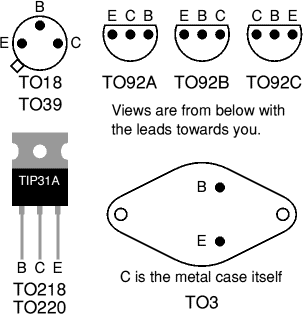 B
E C
TO18
TO39
E C B
TO92A
E B C
TO92B
C B E
TO92C
Views are from below with
the leads towards you.
TIP31A
B C E
TO218
TO220
B
E
C is the metal case itself
TO3